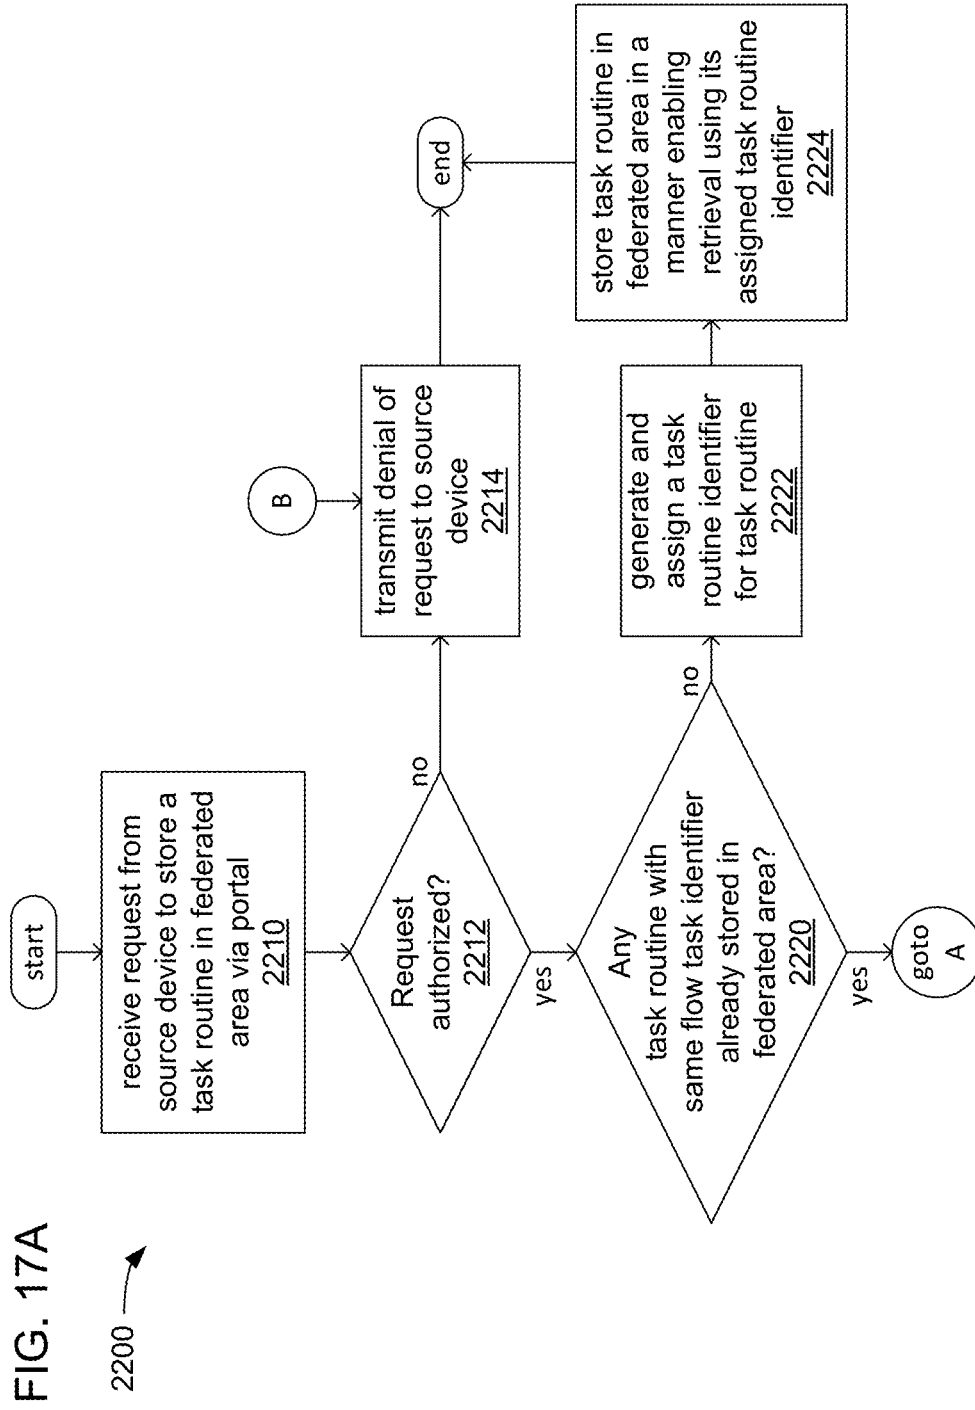 FIG. 17A
2200
start
receive request from
source device to store a
task routine in federated
area via portal
2210
Request
authorized?
2212
no
yes
B
transmit denial of
request to source
device
2214
end
Any
task routine with
same flow task identifier
already stored in
federated area?
2220
no
yes
generate and
assign a task
routine identifier
for task routine
2222
store task routine in
federated area in a
manner enabling
retrieval using its
assigned task routine
identifier
2224
goto
A